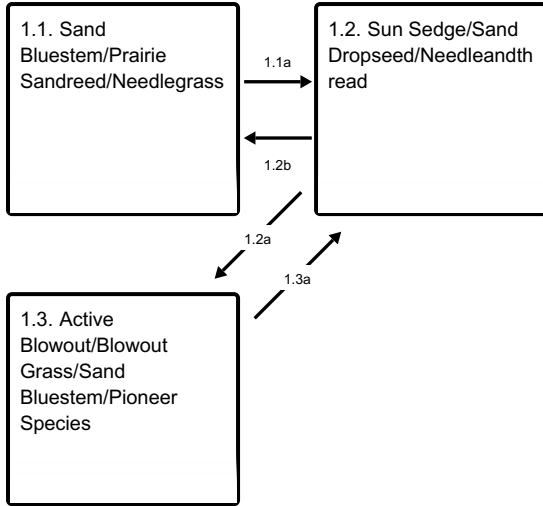 1.1. Sand
Bluestem/Prairie
Sandreed/Needlegrass
1.1a
1.2. Sun Sedge/Sand
Dropseed/Needleandth
read
1.2b
1.2a
1.3a
1.3. Active
Blowout/Blowout
Grass/Sand
Bluestem/Pioneer
Species